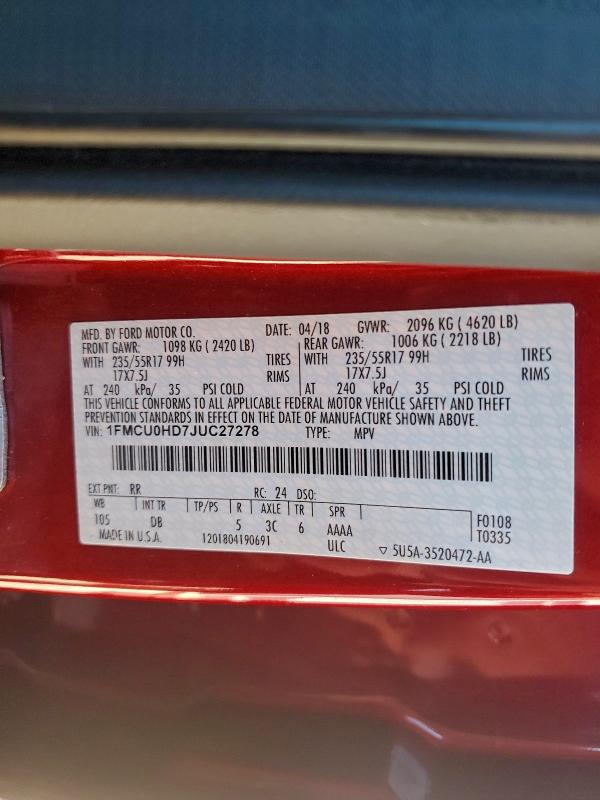 MFD. BY FORD MOTOR CO. DATE: 04/18 GVWR: 2096 KG ( 4620 LB)
FRONT GAWR: 1098 KG ( 2420 LB) REAR GAWR: 1006 KG ( 2218 LB)
WITH 235/55R17 99H TIRES WITH 235/55R17 99H TIRES
17X7.5J RIMS 17X7.5J RIMS
AT 240 kPa/ 35 PSI COLD AT 240 kPa/ 35 PSI COLD
THIS VEHICLE CONFORMS TO ALL APPLICABLE FEDERAL MOTOR VEHICLE SAFETY AND THEFT
PREVENTION STANDARDS IN EFFECT ON THE DATE OF MANUFACTURE SHOWN ABOVE.
VIN: 1FMCU0HD7JUC27278 TYPE: MPV
EXT PNT: RR RC: 24 DSO:
WB INT TR TP/PS R AXLE TR SPR F0108
105 DB 5 3C 6 AAAA T0335
MADE IN U.S.A. 1201804190691 ULC ▽ 5U5A-3520472-AA